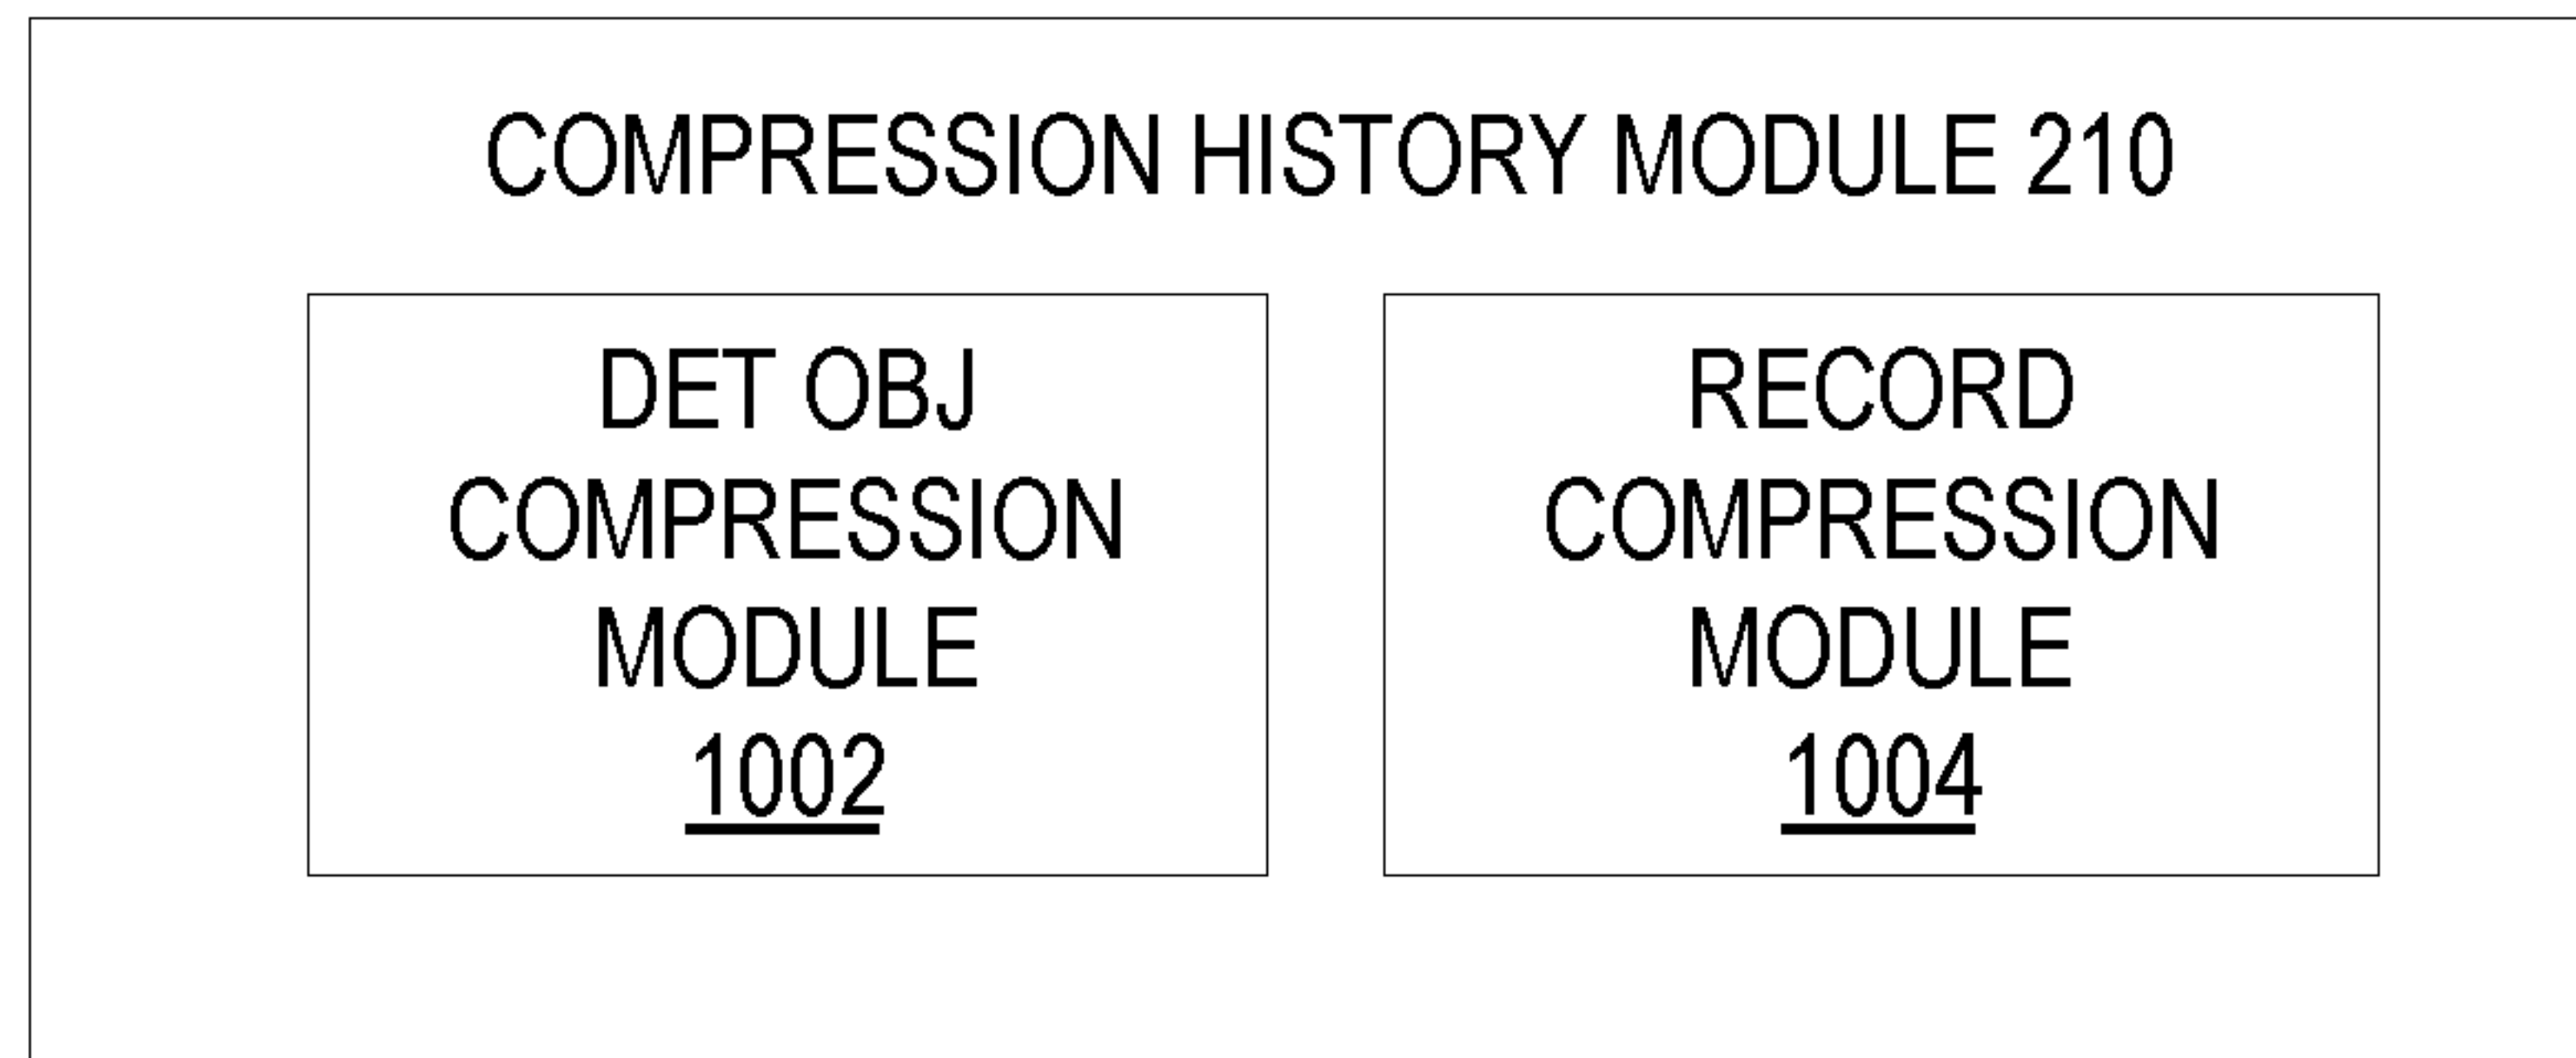 COMPRESSION HISTORY MODULE 210
DET OBJ
COMPRESSION
MODULE
1002
RECORD
COMPRESSION
MODULE
1004